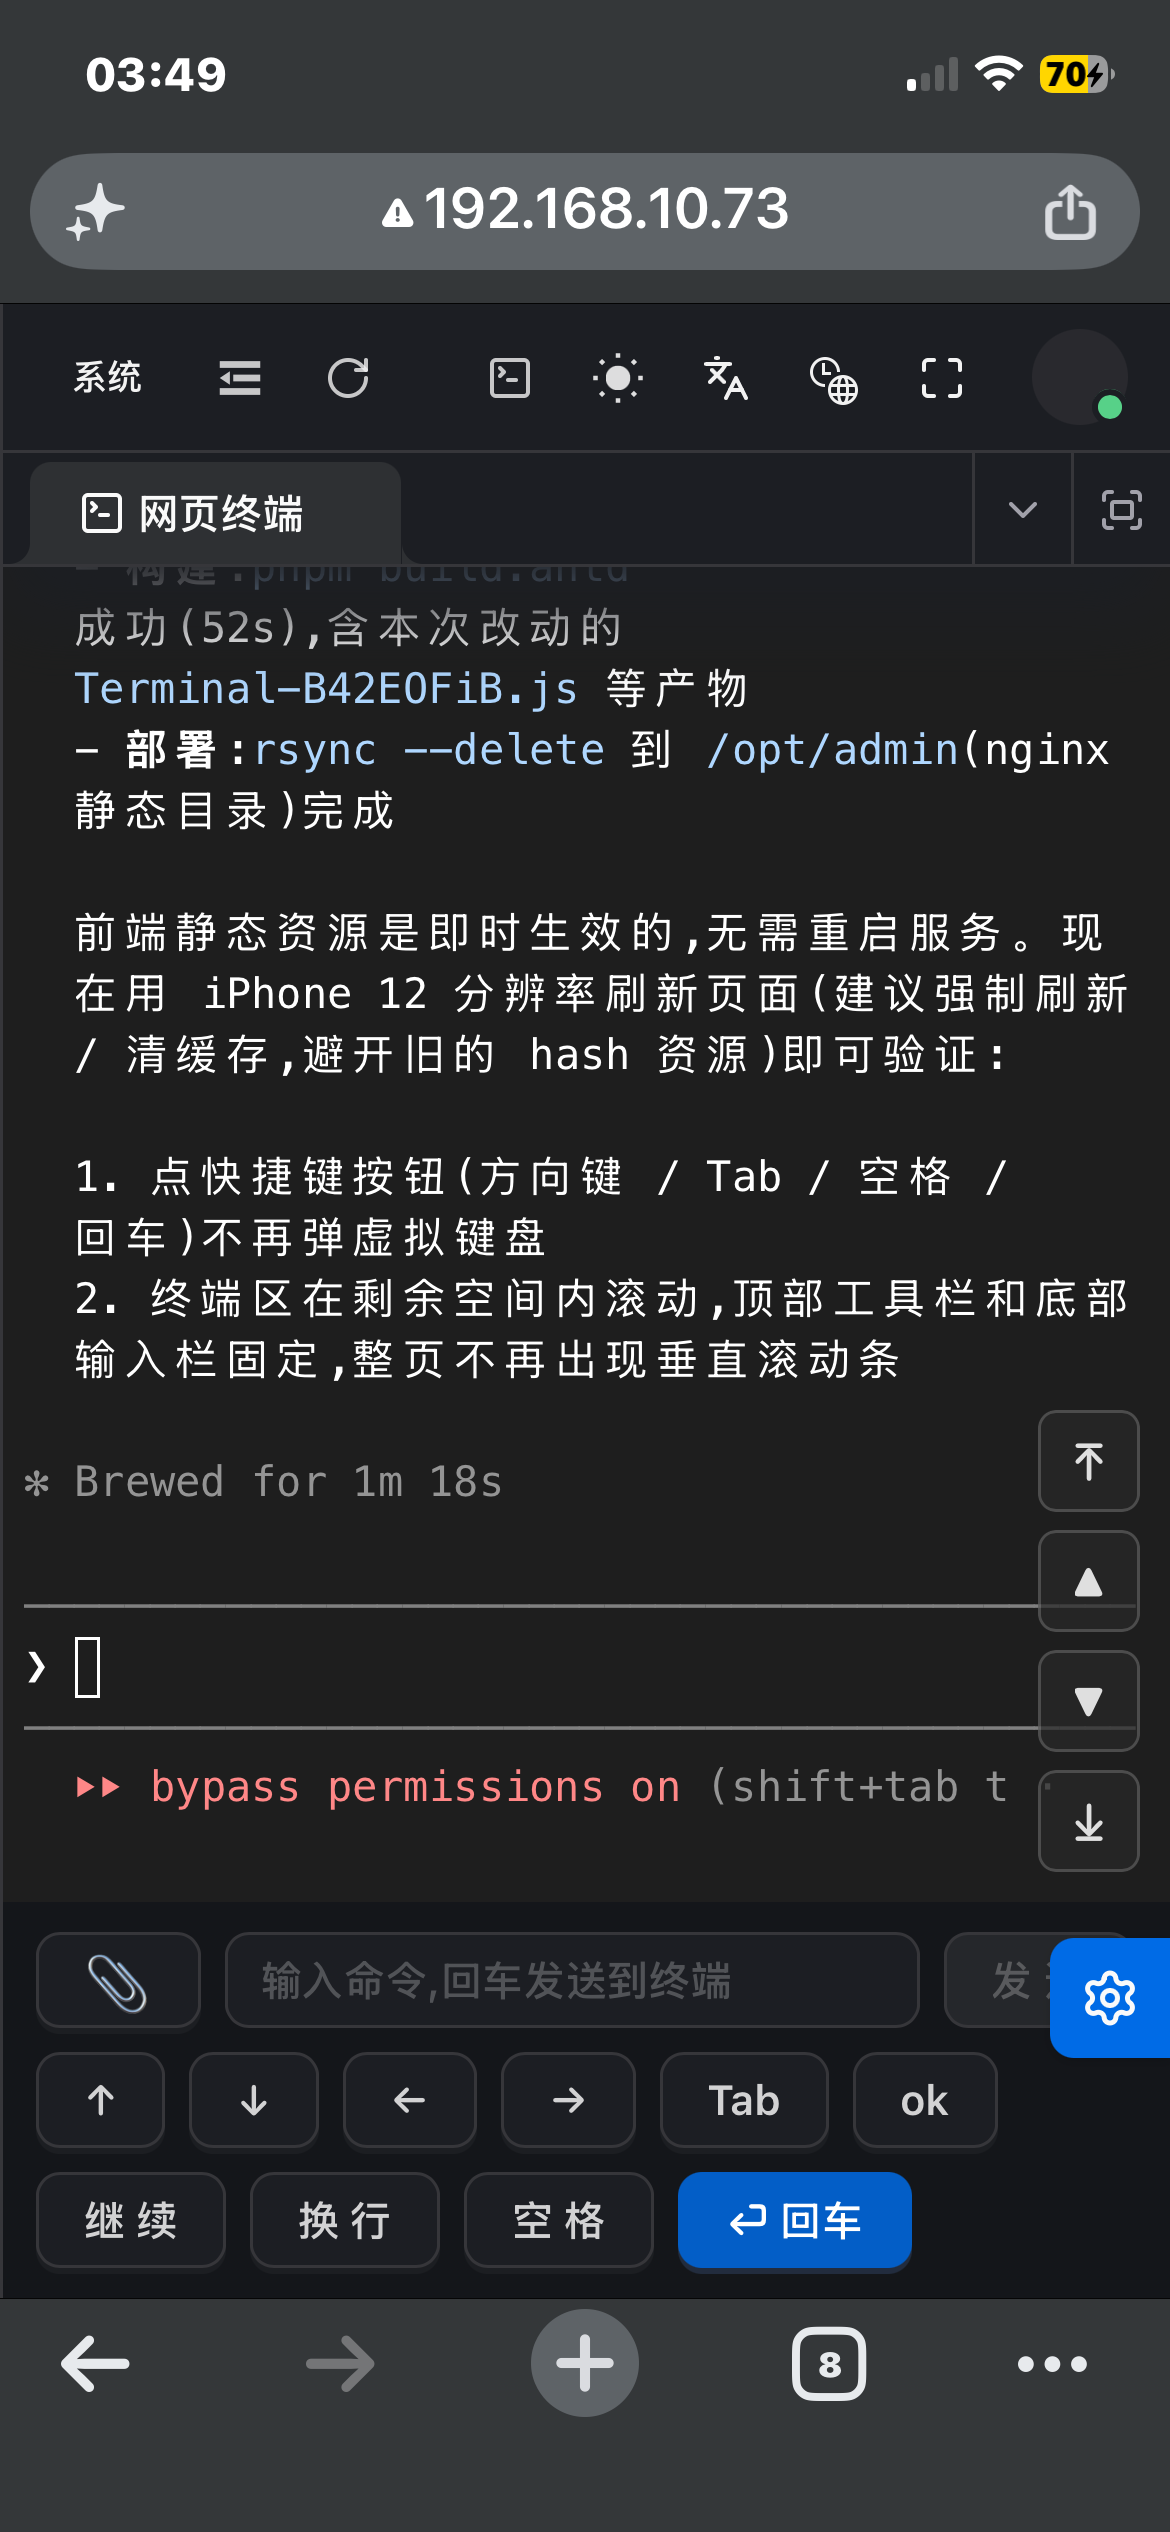 03:49
70
192.168.10.73
系统
网页终端
- 构建:pnpm build:antd
成功(52s),含本次改动的
Terminal-B42EOFiB.js 等产物
- 部署:rsync --delete 到 /opt/admin(nginx
静态目录)完成
前端静态资源是即时生效的,无需重启服务。现
在用 iPhone 12 分辨率刷新页面(建议强制刷新
/ 清缓存,避开旧的 hash 资源)即可验证:
1. 点快捷键按钮(方向键 / Tab / 空格 /
回车)不再弹虚拟键盘
2. 终端区在剩余空间内滚动,顶部工具栏和底部
输入栏固定,整页不再出现垂直滚动条
✻ Brewed for 1m 18s
❯
⏵⏵ bypass permissions on (shift+tab t
输入命令,回车发送到终端
发
↑ ↓ ← → Tab ok
继续 换行 空格 回车
8